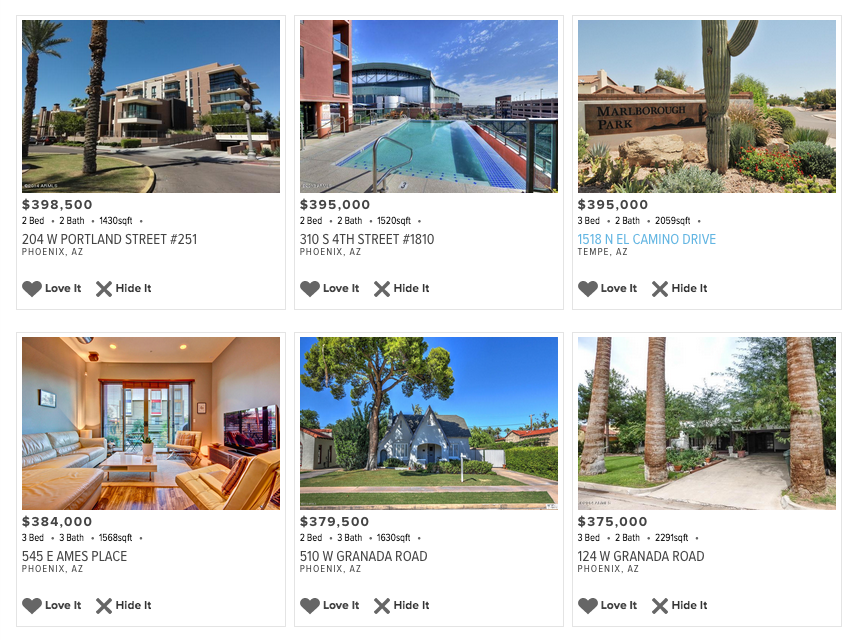 MARLBOROUGH
PARK
$398,500
2 Bed • 2 Bath • 1430sqft •
204 W PORTLAND STREET #251
PHOENIX, AZ
Love It Hide It
$395,000
2 Bed • 2 Bath • 1520sqft •
310 S 4TH STREET #1810
PHOENIX, AZ
Love It Hide It
$395,000
3 Bed • 2 Bath • 2059sqft •
1518 N EL CAMINO DRIVE
TEMPE, AZ
Love It Hide It
$384,000
3 Bed • 3 Bath • 1568sqft •
545 E AMES PLACE
PHOENIX, AZ
Love It Hide It
$379,500
2 Bed • 3 Bath • 1630sqft •
510 W GRANADA ROAD
PHOENIX, AZ
Love It Hide It
$375,000
3 Bed • 2 Bath • 2291sqft •
124 W GRANADA ROAD
PHOENIX, AZ
Love It Hide It